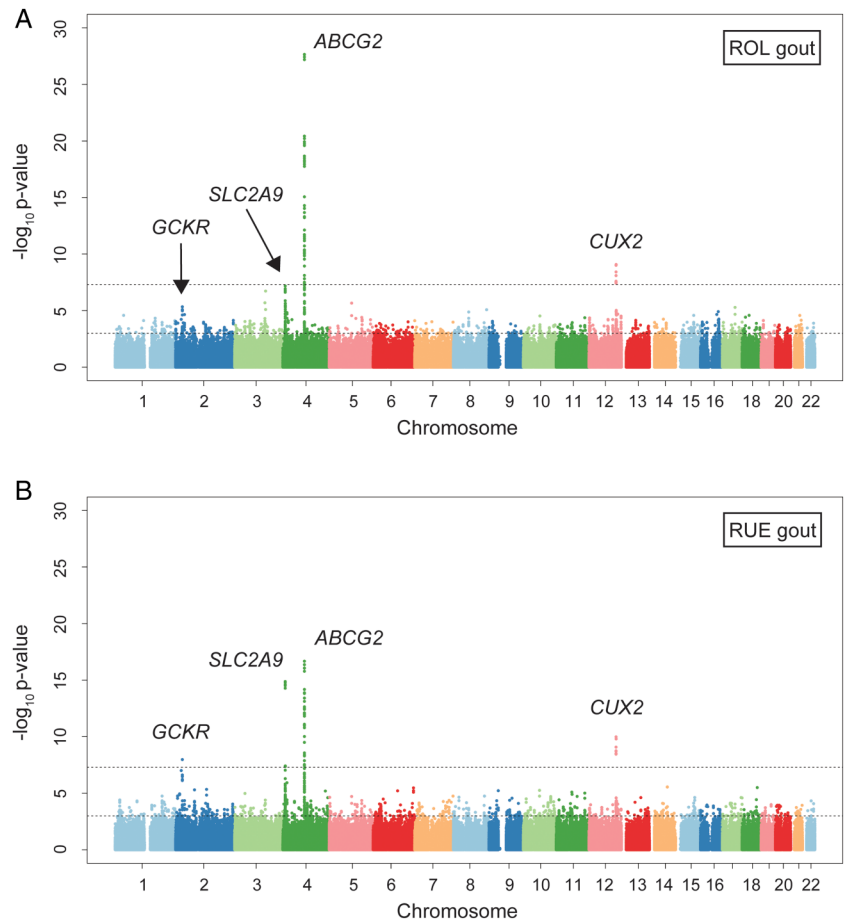 A
ROL gout
ABCG2
SLC2A9
GCKR
CUX2
-log10 p-value
30
25
20
15
10
5
0
1 2 3 4 5 6 7 8 9 10 11 12 13 14 15 16 18 20 22
Chromosome
B
RUE gout
SLC2A9
ABCG2
GCKR
CUX2
-log10 p-value
30
25
20
15
10
5
0
1 2 3 4 5 6 7 8 9 10 11 12 13 14 15 16 18 20 22
Chromosome